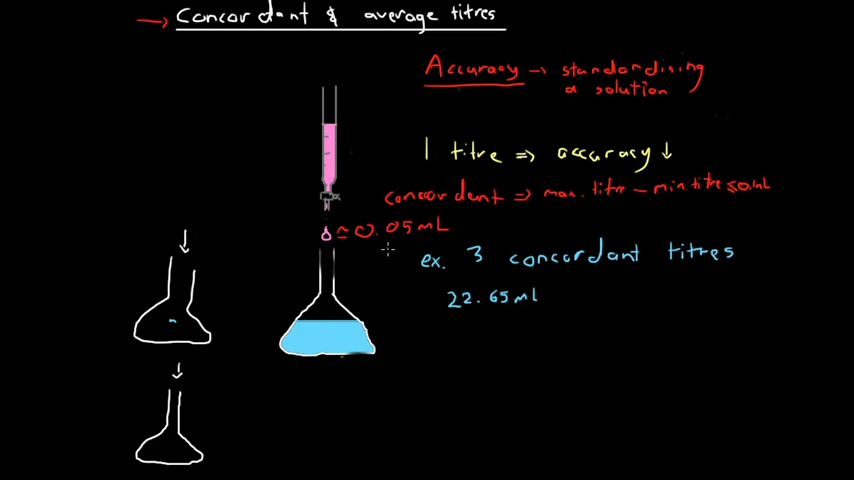 → Concordant & average titres
Accuracy → standardising
a solution
1 titre ⇒ accuracy ↓
concordant ⇒ max. titre - min titre ≤ 0.1mL
≃ 0.05mL
ex. 3 concordant titres
22.65mL